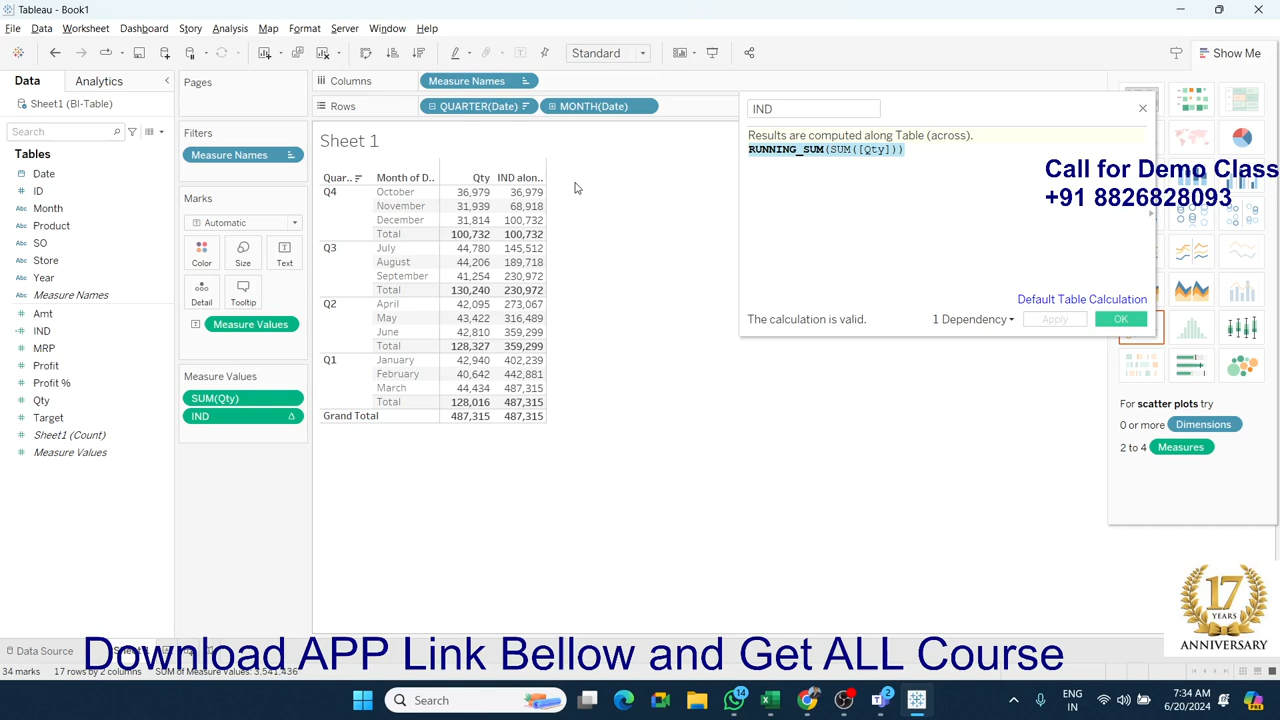 Tableau - Book1
File Data Worksheet Dashboard Story Analysis Map Format Server Window Help
Standard
Show Me
Data Analytics
Pages
Columns
Measure Names
Sheet1 (BI-Table)
Rows
QUARTER(Date)
MONTH(Date)
Search
Tables
Filters
Measure Names
Date
ID
Month
Product
SO
Store
Year
Measure Names
Amt
IND
MRP
Profit
Profit %
Qty
Target
Sheet1 (Count)
Measure Values
Marks
Automatic
Color Size Text
Detail Tooltip
Measure Values
Measure Values
SUM(Qty)
IND
Sheet 1
Quar.. Month of D.. Qty IND alon..
Q4 October 36,979 36,979
November 31,939 68,918
December 31,814 100,732
Total 100,732 100,732
Q3 July 44,780 145,512
August 44,206 189,718
September 41,254 230,972
Total 130,240 230,972
Q2 April 42,095 273,067
May 43,422 316,489
June 42,810 359,299
Total 128,327 359,299
Q1 January 42,940 402,239
February 40,642 442,881
March 44,434 487,315
Total 128,016 487,315
Grand Total 487,315 487,315
IND
Results are computed along Table (across).
RUNNING_SUM(SUM([Qty]))
Default Table Calculation
The calculation is valid.
1 Dependency
Apply
OK
Call for Demo Class
+91 8826828093
For scatter plots try
0 or more Dimensions
2 to 4 Measures
17
YEARS
ANNIVERSARY
Data Source
Download APP Link Bellow and Get ALL Course
34 marks 17 rows by 2 columns SUM of Measure Values: 3,541,436
Search
14
2
ENG
IN
7:34 AM
6/20/2024